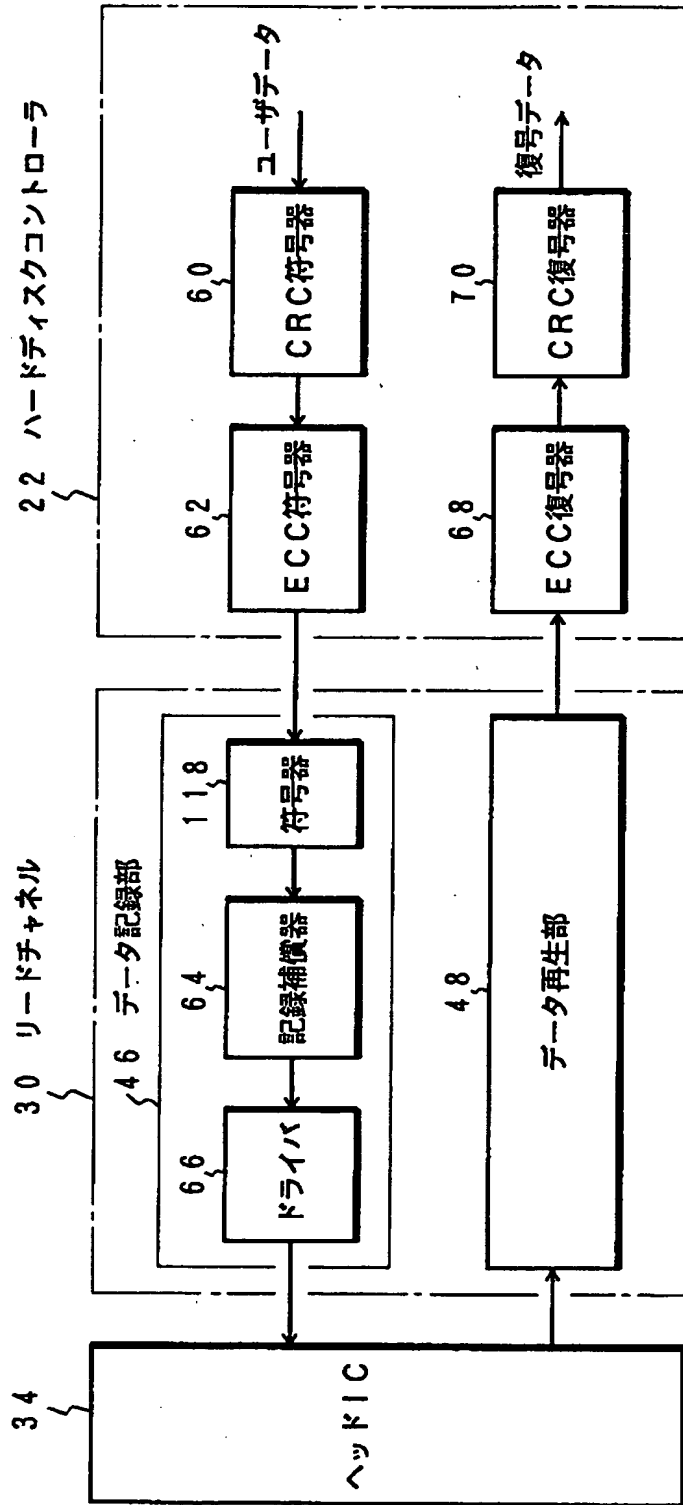 34
ヘッドIC
30 リードチャネル
46 データ記録部
66
ドライバ
64
記録補償器
118
符号器
48
データ再生部
22 ハードディスクコントローラ
62
ECC符号器
60
CRC符号器
ユーザデータ
68
ECC復号器
70
CRC復号器
復号データ